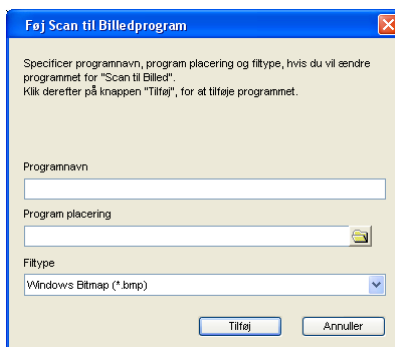 Føj Scan til Billedprogram
Specificer programnavn, program placering og filtype, hvis du vil ændre
programmet for "Scan til Billed".
Klik derefter på knappen "Tilføj", for at tilføje programmet.
Programnavn
Program placering
Filtype
Windows Bitmap (*.bmp)
Tilføj
Annuller